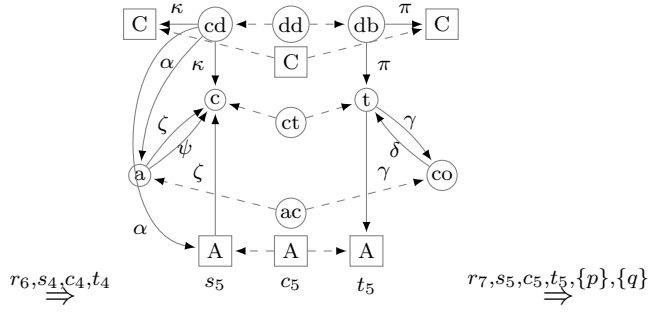 C κ cd dd db π C
α κ C π
c t
ζ ψ ct γ δ
a ζ γ co
ac
α A A A
r₆,s₄,c₄,t₄ s₅ c₅ t₅ r₇,s₅,c₅,t₅,{p},{q}
⇒ ⇒